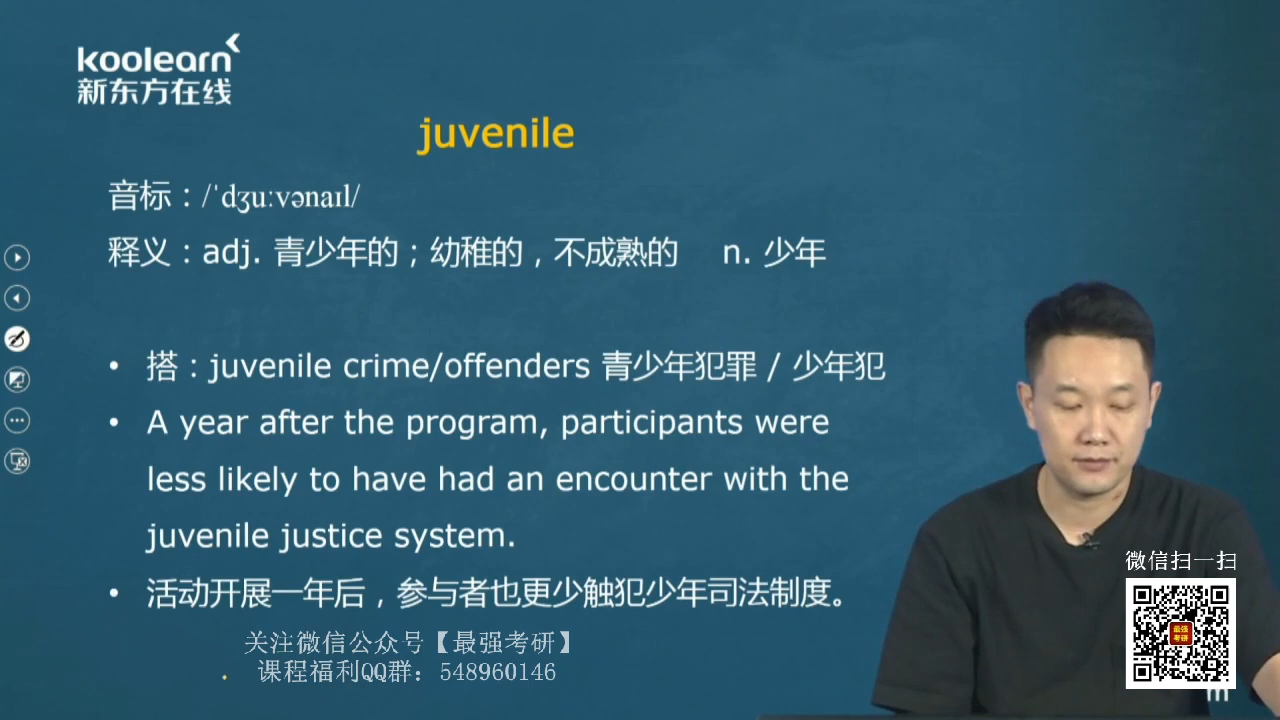 koolearn
新东方在线
juvenile
音标：/ˈdʒuːvənaɪl/
释义：adj. 青少年的；幼稚的，不成熟的 n. 少年
• 搭：juvenile crime/offenders 青少年犯罪 / 少年犯
• A year after the program, participants were
less likely to have had an encounter with the
juvenile justice system.
• 活动开展一年后，参与者也更少触犯少年司法制度。
关注微信公众号【最强考研】
课程福利QQ群：548960146
微信扫一扫
最强
考研